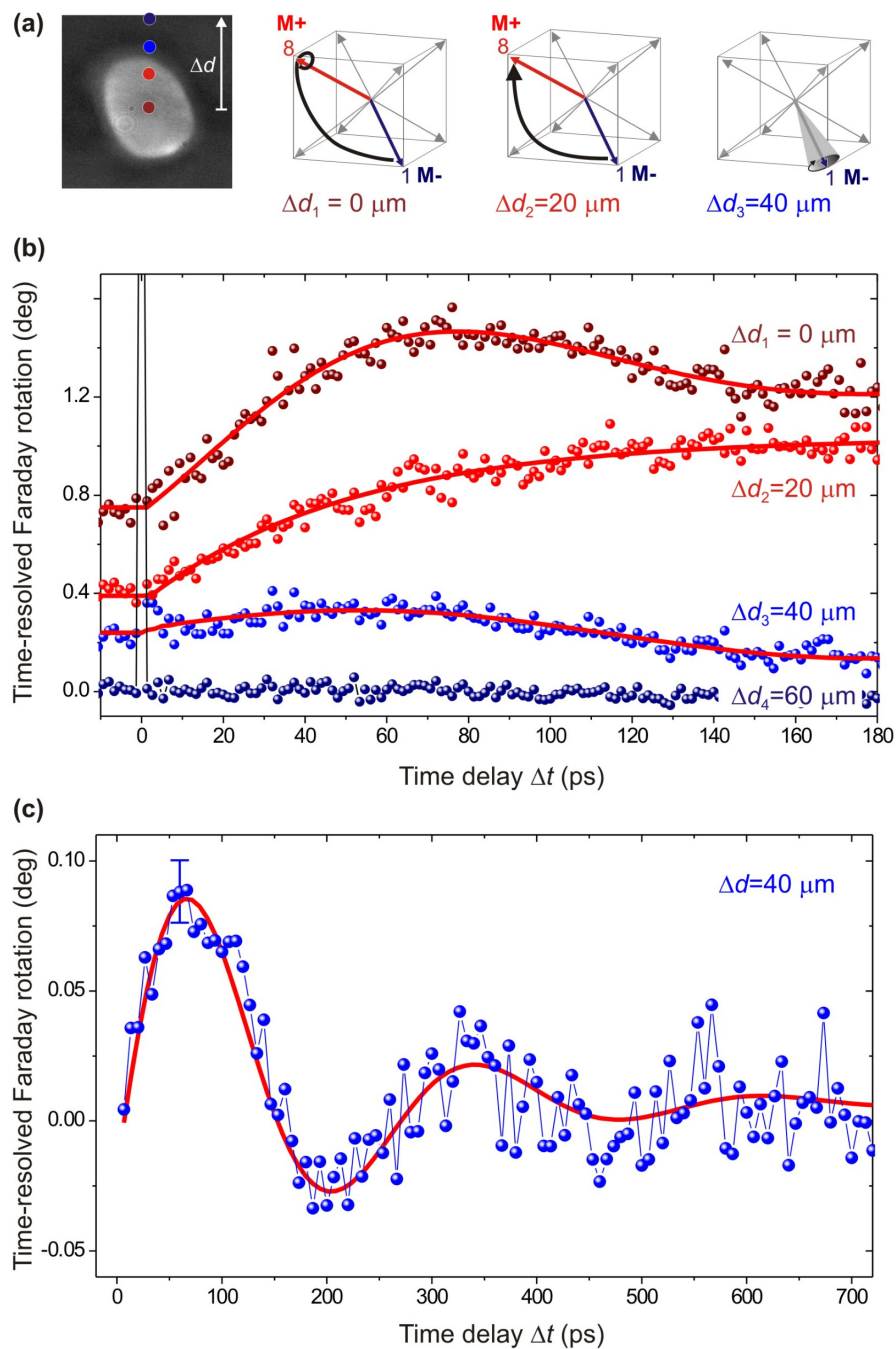 (a)
Δd
M+
8
1 M-
Δd₁ = 0 μm
M+
8
1 M-
Δd₂=20 μm
1 M-
Δd₃=40 μm
(b)
Time-resolved Faraday rotation (deg)
1.2
0.8
0.4
0.0
Δd₁ = 0 μm
Δd₂=20 μm
Δd₃=40 μm
Δd₄=60 μm
0 20 40 60 80 100 120 140 160 180
Time delay Δt (ps)
(c)
Time-resolved Faraday rotation (deg)
0.10
0.05
0.00
-0.05
Δd=40 μm
0 100 200 300 400 500 600 700
Time delay Δt (ps)